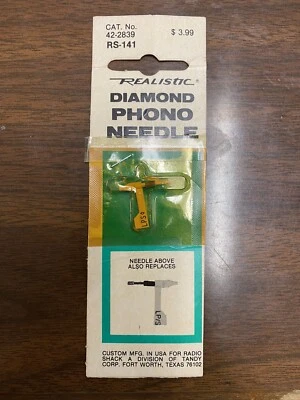 CAT. No.
42-2839
RS-141
$ 3.99
REALISTIC®
DIAMOND
PHONO
NEEDLE
NEEDLE ABOVE
ALSO REPLACES
LP/S
CUSTOM MFG. IN USA FOR RADIO
SHACK A DIVISION OF TANDY
CORP. FORT WORTH, TEXAS 76102